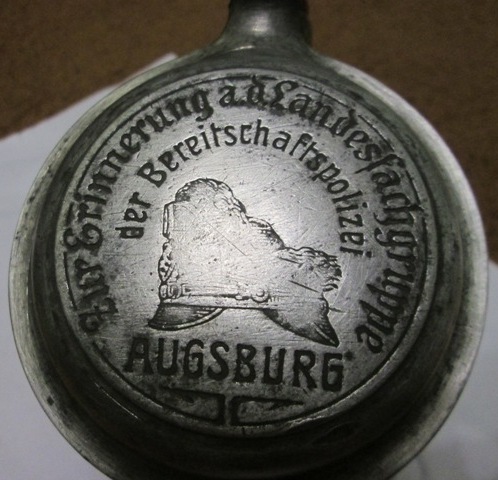 Zur Erinnerung a.d. Landesfachgruppe
der Bereitschaftspolizei
AUGSBURG